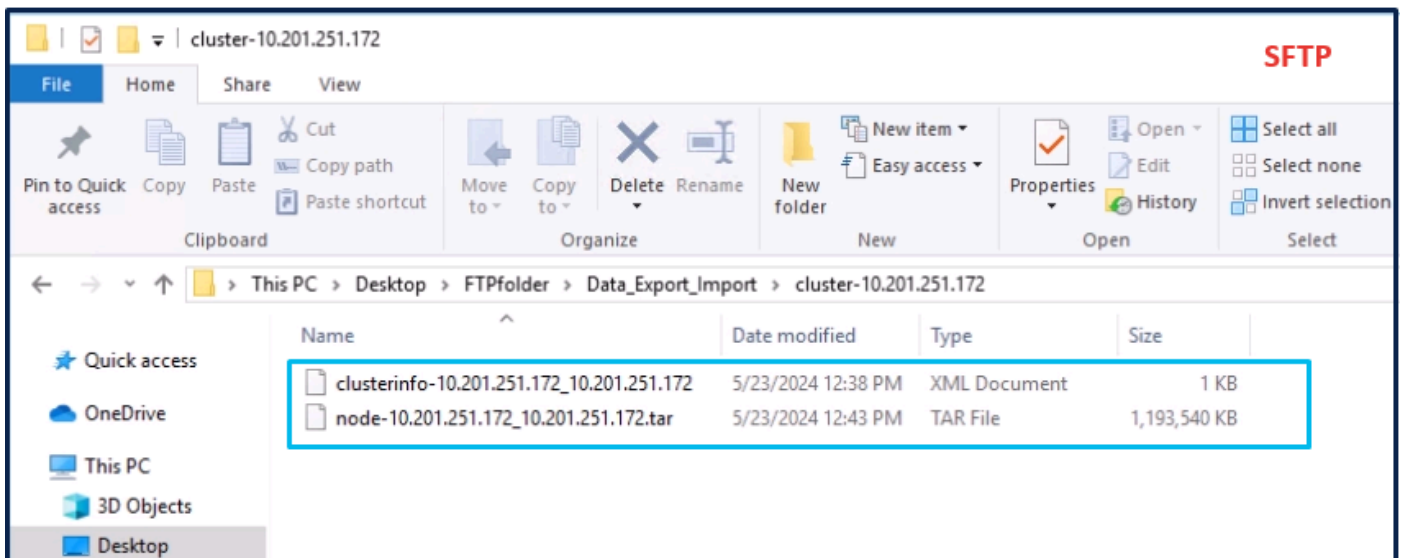 cluster-10.201.251.172
SFTP
File Home Share View
Pin to Quick access
Copy
Paste
Cut
Copy path
Paste shortcut
Clipboard
Move to
Copy to
Delete
Rename
Organize
New folder
New item
Easy access
New
Properties
Open
Edit
History
Open
Select all
Select none
Invert selection
Select
This PC > Desktop > FTPfolder > Data_Export_Import > cluster-10.201.251.172
Name Date modified Type Size
Quick access
OneDrive
This PC
3D Objects
Desktop
clusterinfo-10.201.251.172_10.201.251.172 5/23/2024 12:38 PM XML Document 1 KB
node-10.201.251.172_10.201.251.172.tar 5/23/2024 12:43 PM TAR File 1,193,540 KB